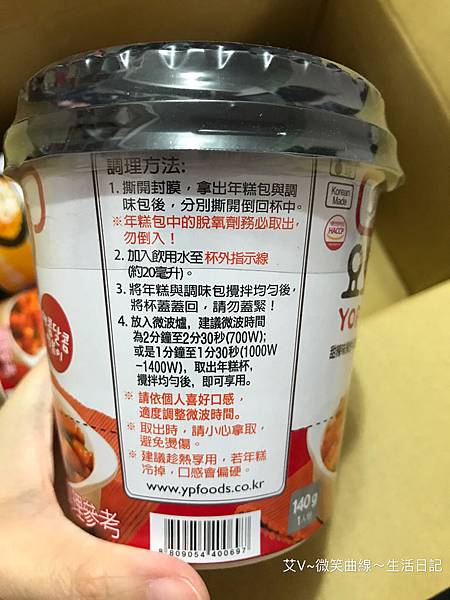 調理方法:
1. 撕開封膜，拿出年糕包與調
味包後，分別撕開倒回杯中。
※年糕包中的脫氧劑務必取出，
勿倒入！
2. 加入飲用水至杯外指示線
(約20毫升)。
3. 將年糕與調味包攪拌均勻後，
將杯蓋蓋回，請勿蓋緊！
4. 放入微波爐，建議微波時間
為2分鐘至2分30秒(700W);
或是1分鐘至1分30秒(1000W
-1400W)，取出年糕杯，
攪拌均勻後，即可享用。
※ 請依個人喜好口感，
適度調整微波時間。
※ 取出時，請小心拿取，
避免燙傷。
※ 建議趁熱享用，若年糕
冷掉，口感會偏硬。
www.ypfoods.co.kr
Korean
Made
HACCP
YOP
140g
理參考
8 809054 400697
艾V~微笑曲線~生活日記